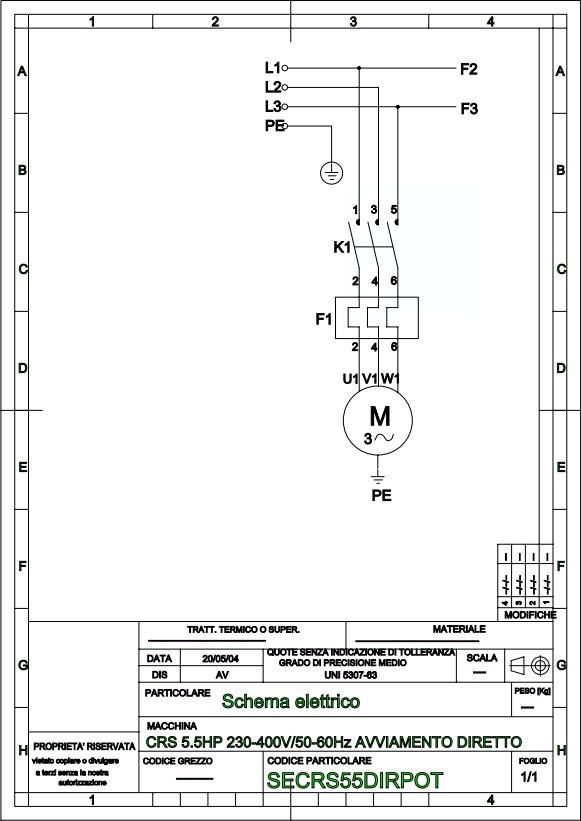 1 2 3 4
A A
L1 F2
L2
L3 F3
PE
B B
1 3 5
K1
C C
2 4 6
F1
2 4 6
D D
U1 V1 W1
M
3
E E
PE
F F
4 3 2 1
MODIFICHE
TRATT. TERMICO O SUPER. MATERIALE
G G
DATA 20/05/04 QUOTE SENZA INDICAZIONE DI TOLLERANZA
GRADO DI PRECISIONE MEDIO SCALA
DIS AV UNI 5307-63
PARTICOLARE Schema elettrico PESO [Kg]
MACCHINA
H H
PROPRIETA' RISERVATA CRS 5.5HP 230-400V/50-60Hz AVVIAMENTO DIRETTO
vietato copiare o divulgare
a terzi senza la nostra
autorizzazione
CODICE GREZZO CODICE PARTICOLARE FOGLIO
SECRS55DIRPOT 1/1
1 4